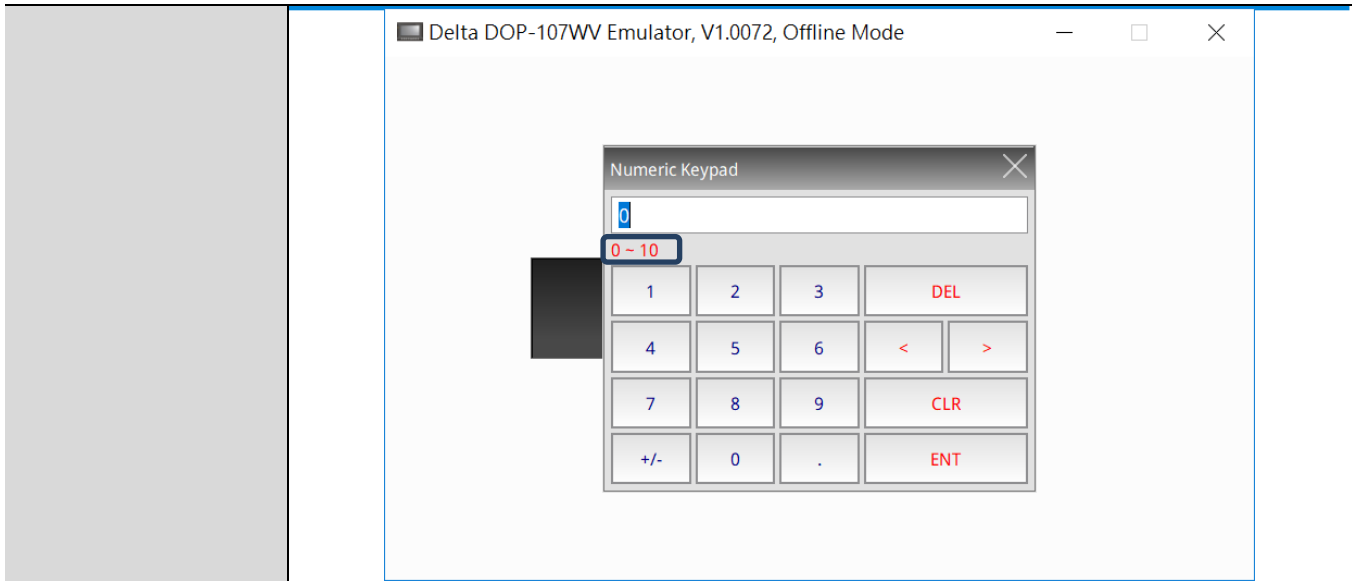 Delta DOP-107WV Emulator, V1.0072, Offline Mode
Numeric Keypad
0
0 ~ 10
1 2 3 DEL
4 5 6 < >
7 8 9 CLR
+/- 0 . ENT